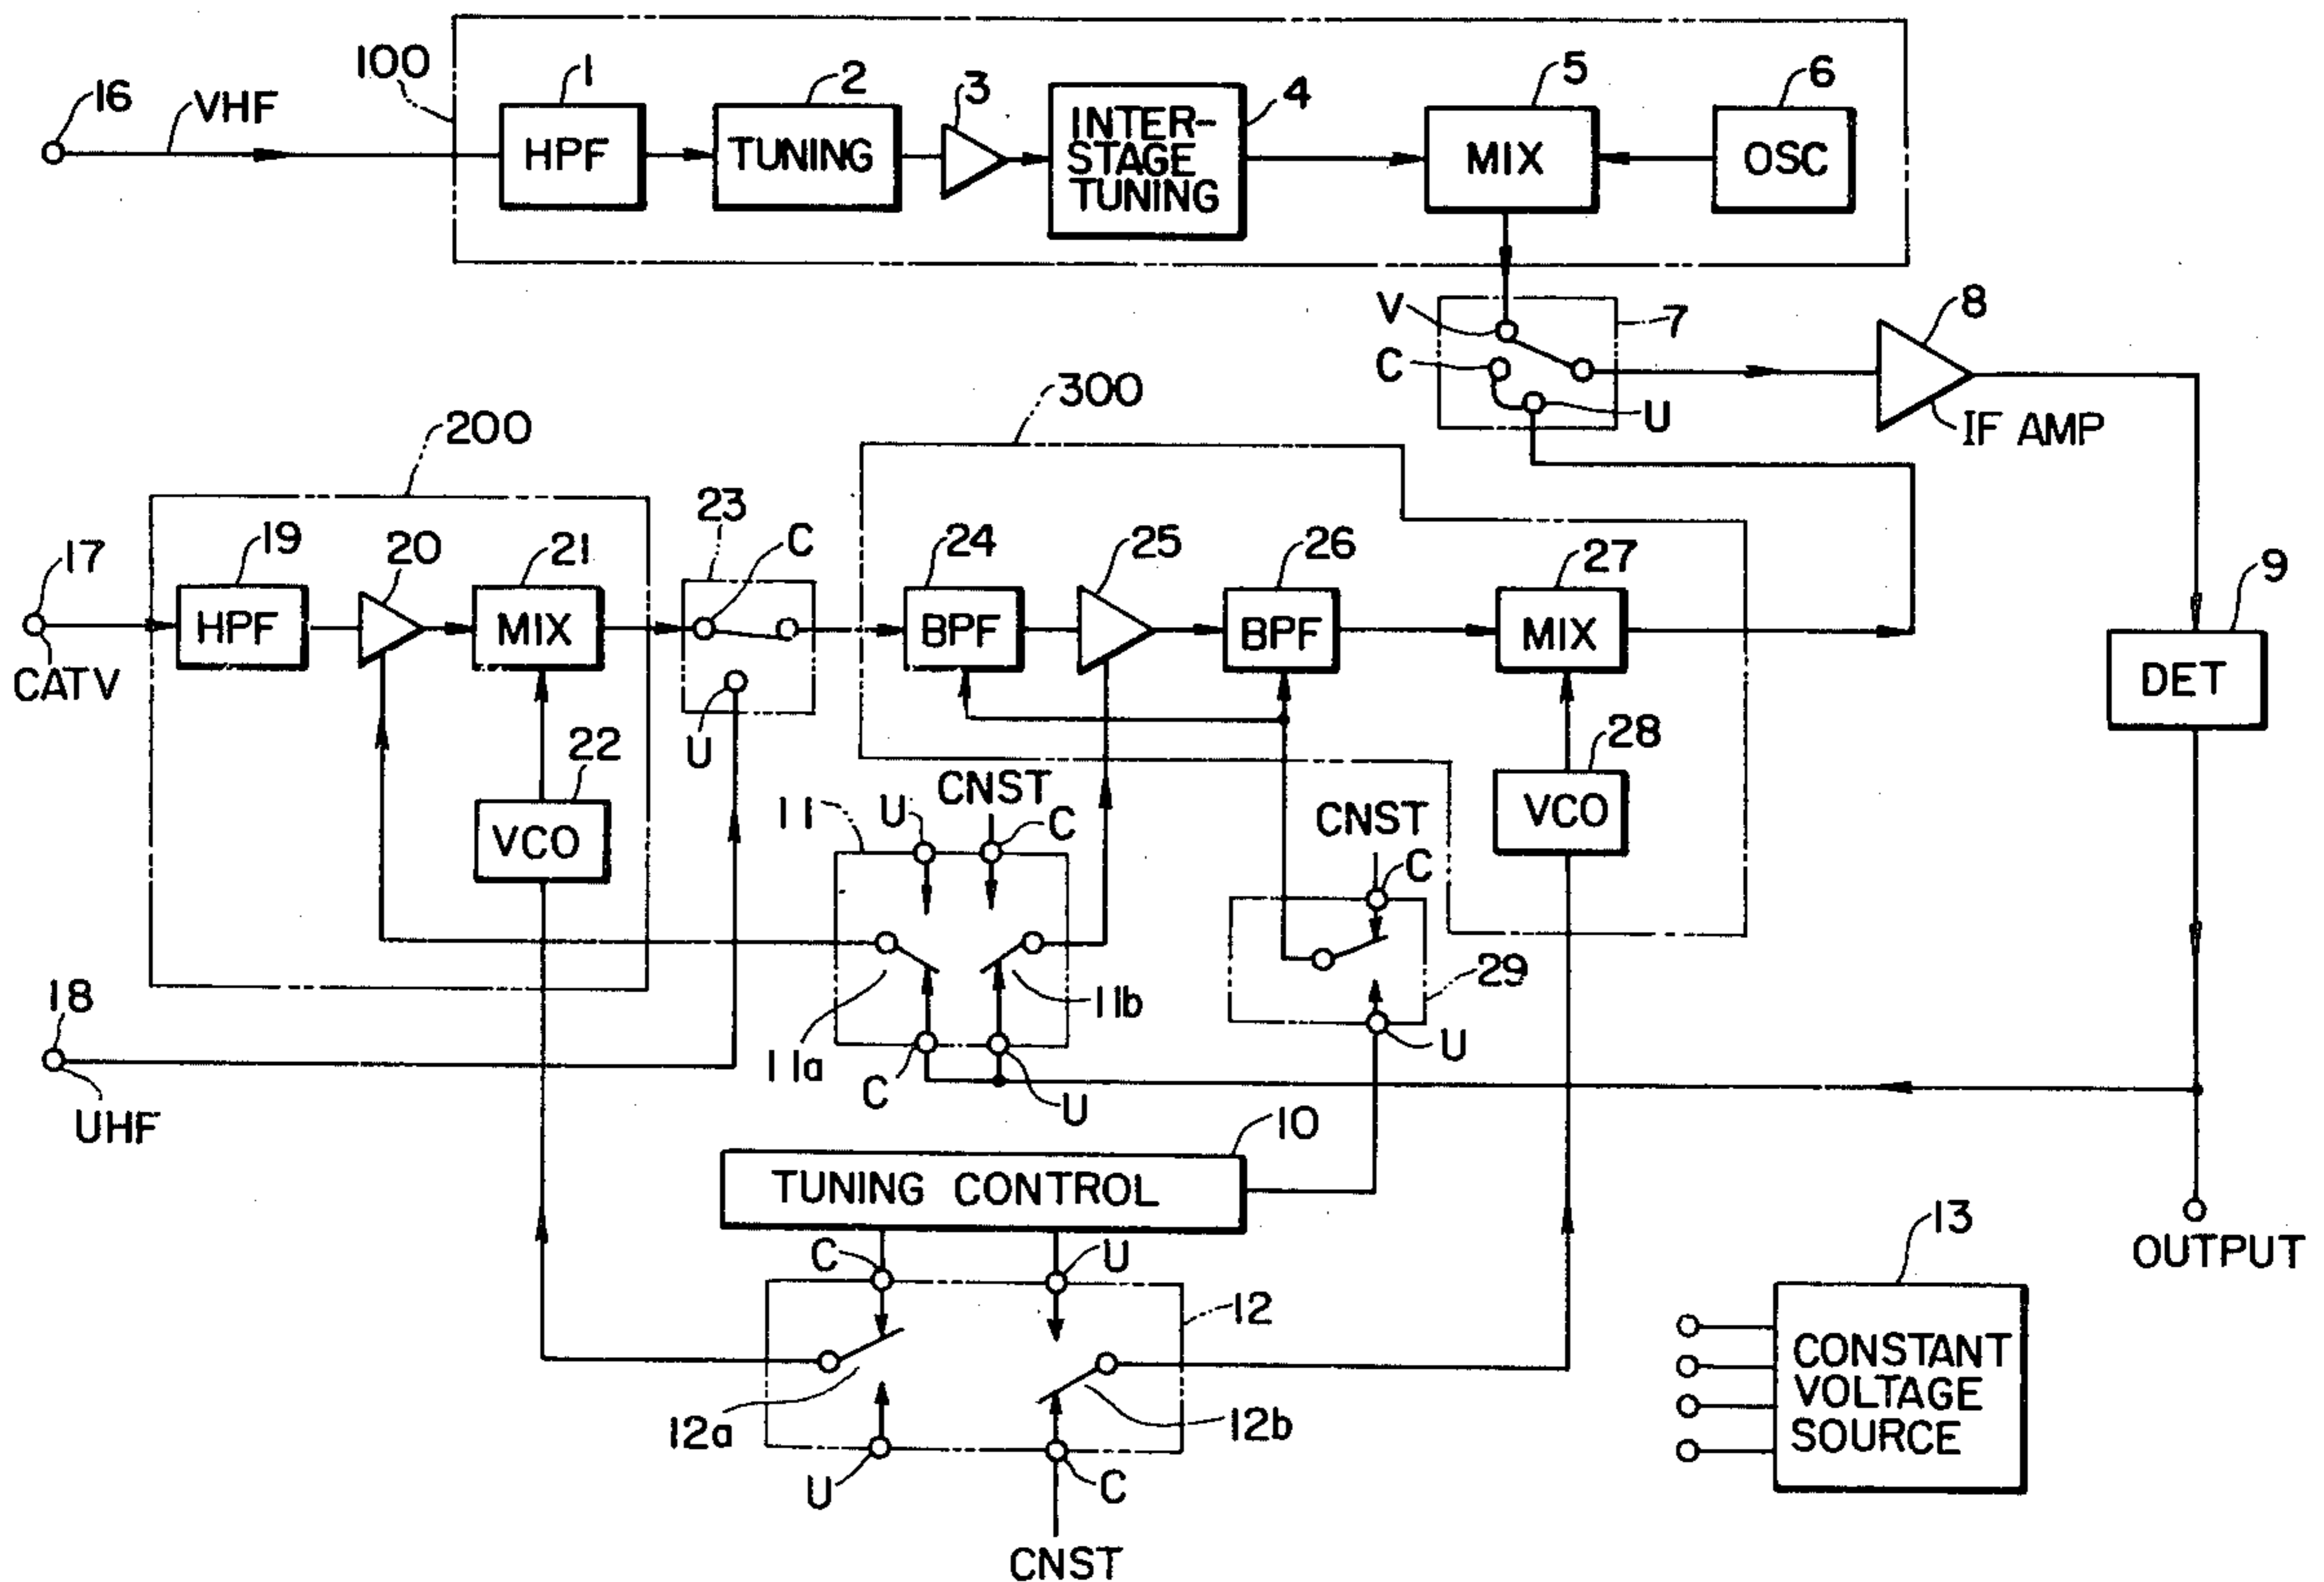 100
1
2
3
4
5
6
16
VHF
HPF
TUNING
INTER-
STAGE
TUNING
MIX
OSC
V
7
8
C
U
IF AMP
300
200
23
C
17
19
20
21
24
25
26
27
9
HPF
MIX
BPF
BPF
MIX
DET
CATV
22
U
28
VCO
CNST
11
U
C
CNST
VCO
C
18
11b
29
11a
C
U
U
UHF
10
TUNING CONTROL
C
U
12
13
OUTPUT
CONSTANT
VOLTAGE
SOURCE
12a
12b
U
C
CNST